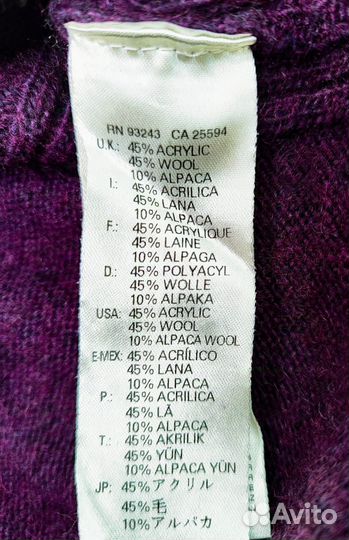 RN 93243 CA 25594
U.K.: 45% ACRYLIC
45% WOOL
10% ALPACA
I.: 45% ACRILICA
45% LANA
10% ALPACA
F.: 45% ACRYLIQUE
45% LAINE
10% ALPAGA
D.: 45% POLYACYL
45% WOLLE
10% ALPAKA
USA: 45% ACRYLIC
45% WOOL
10% ALPACA WOOL
E-MEX: 45% ACRÍLICO
45% LANA
10% ALPACA
P.: 45% ACRILICA
45% LÃ
10% ALPACA
T.: 45% AKRILIK
45% YÜN
10% ALPACA YÜN
JP: 45% アクリル
45% 毛
10% アルパカ
Avito